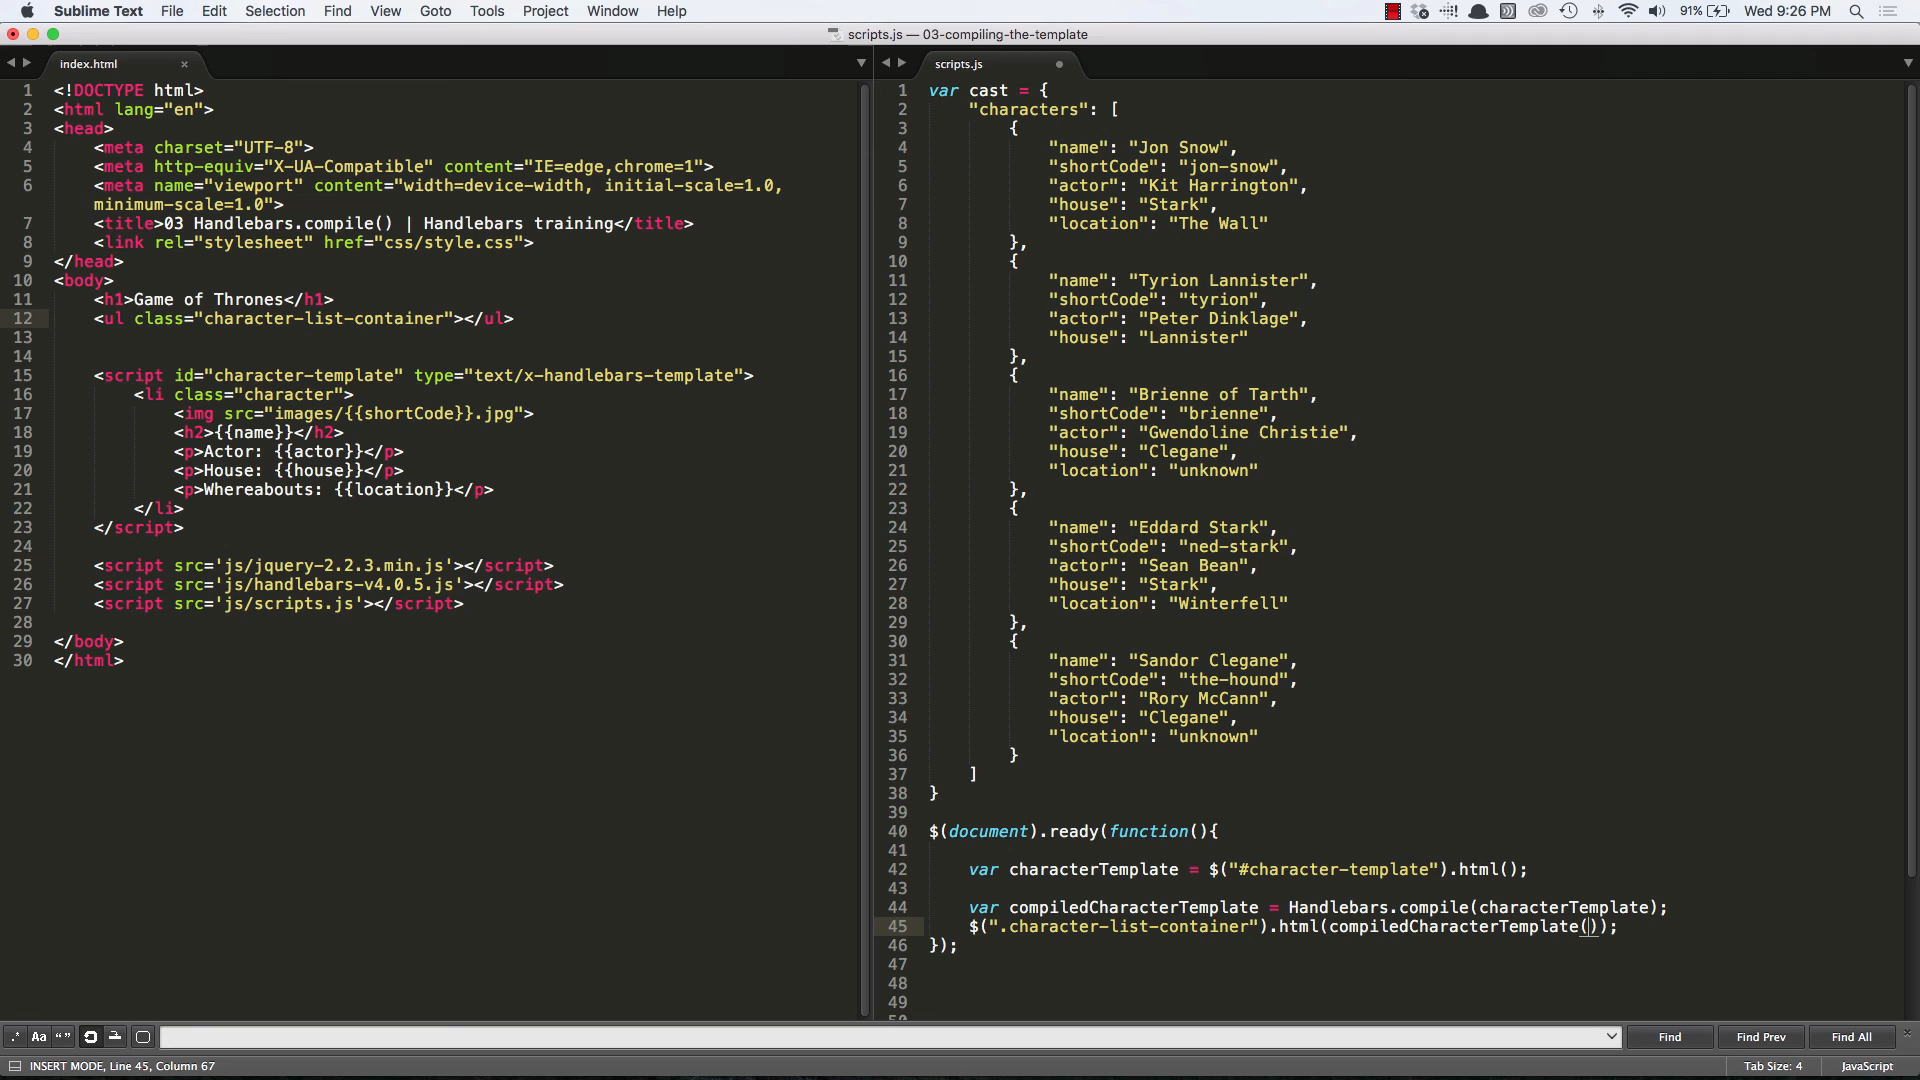 Sublime Text File Edit Selection Find View Goto Tools Project Window Help 91% Wed 9:26 PM
scripts.js — 03-compiling-the-template
index.html
1 <!DOCTYPE html>
2 <html lang="en">
3 <head>
4 <meta charset="UTF-8">
5 <meta http-equiv="X-UA-Compatible" content="IE=edge,chrome=1">
6 <meta name="viewport" content="width=device-width, initial-scale=1.0,
minimum-scale=1.0">
7 <title>03 Handlebars.compile() | Handlebars training</title>
8 <link rel="stylesheet" href="css/style.css">
9 </head>
10 <body>
11 <h1>Game of Thrones</h1>
12 <ul class="character-list-container"></ul>
13
14
15 <script id="character-template" type="text/x-handlebars-template">
16 <li class="character">
17 <img src="images/{{shortCode}}.jpg">
18 <h2>{{name}}</h2>
19 <p>Actor: {{actor}}</p>
20 <p>House: {{house}}</p>
21 <p>Whereabouts: {{location}}</p>
22 </li>
23 </script>
24
25 <script src='js/jquery-2.2.3.min.js'></script>
26 <script src='js/handlebars-v4.0.5.js'></script>
27 <script src='js/scripts.js'></script>
28
29 </body>
30 </html>
scripts.js
1 var cast = {
2 "characters": [
3 {
4 "name": "Jon Snow",
5 "shortCode": "jon-snow",
6 "actor": "Kit Harrington",
7 "house": "Stark",
8 "location": "The Wall"
9 },
10 {
11 "name": "Tyrion Lannister",
12 "shortCode": "tyrion",
13 "actor": "Peter Dinklage",
14 "house": "Lannister"
15 },
16 {
17 "name": "Brienne of Tarth",
18 "shortCode": "brienne",
19 "actor": "Gwendoline Christie",
20 "house": "Clegane",
21 "location": "unknown"
22 },
23 {
24 "name": "Eddard Stark",
25 "shortCode": "ned-stark",
26 "actor": "Sean Bean",
27 "house": "Stark",
28 "location": "Winterfell"
29 },
30 {
31 "name": "Sandor Clegane",
32 "shortCode": "the-hound",
33 "actor": "Rory McCann",
34 "house": "Clegane",
35 "location": "unknown"
36 }
37 ]
38 }
39
40 $(document).ready(function(){
41
42 var characterTemplate = $("#character-template").html();
43
44 var compiledCharacterTemplate = Handlebars.compile(characterTemplate);
45 $(".character-list-container").html(compiledCharacterTemplate());
46 });
47
48
49
50
.* Aa “” Find Find Prev Find All
INSERT MODE, Line 45, Column 67 Tab Size: 4 JavaScript